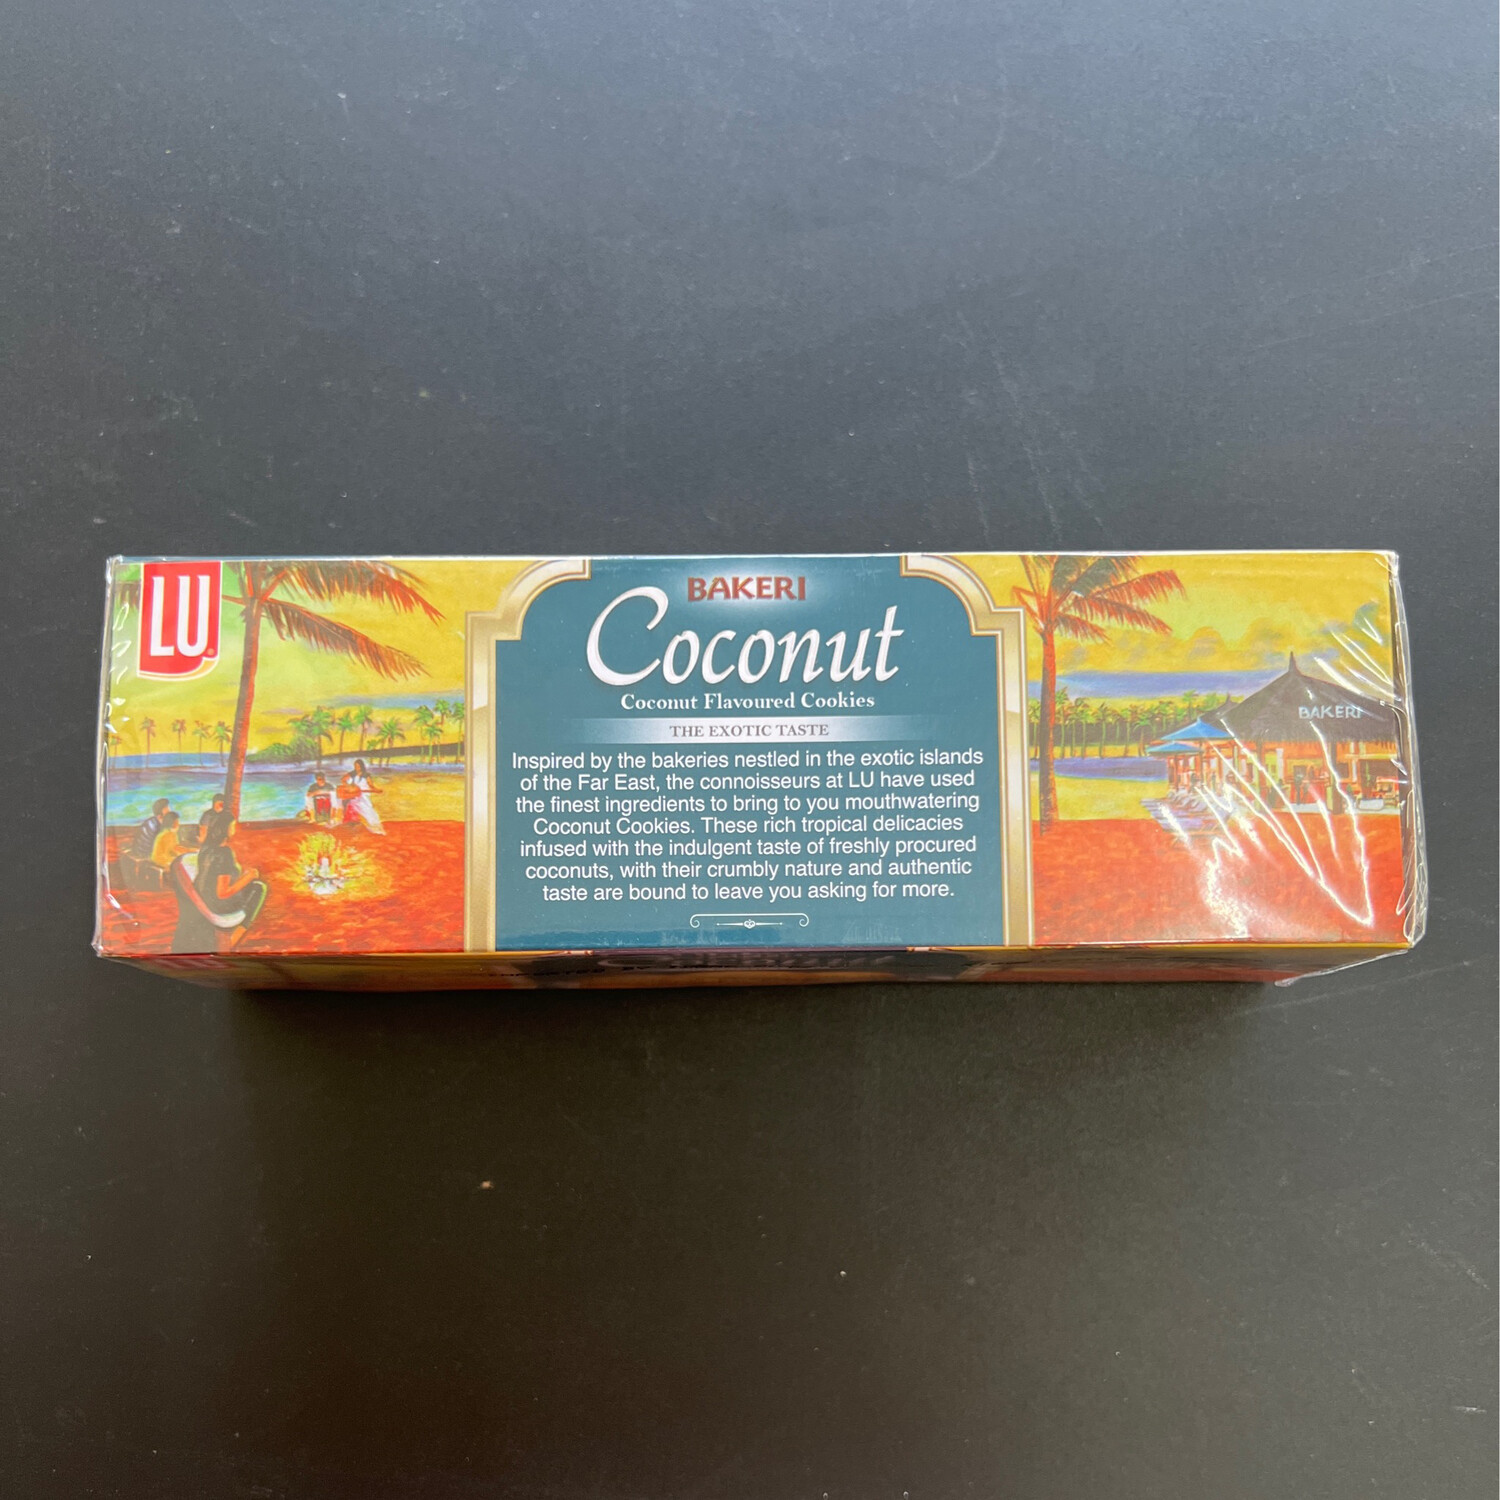 LU
BAKERI
Coconut
Coconut Flavoured Cookies
THE EXOTIC TASTE
Inspired by the bakeries nestled in the exotic islands
of the Far East, the connoisseurs at LU have used
the finest ingredients to bring to you mouthwatering
Coconut Cookies. These rich tropical delicacies
infused with the indulgent taste of freshly procured
coconuts, with their crumbly nature and authentic
taste are bound to leave you asking for more.
BAKERI